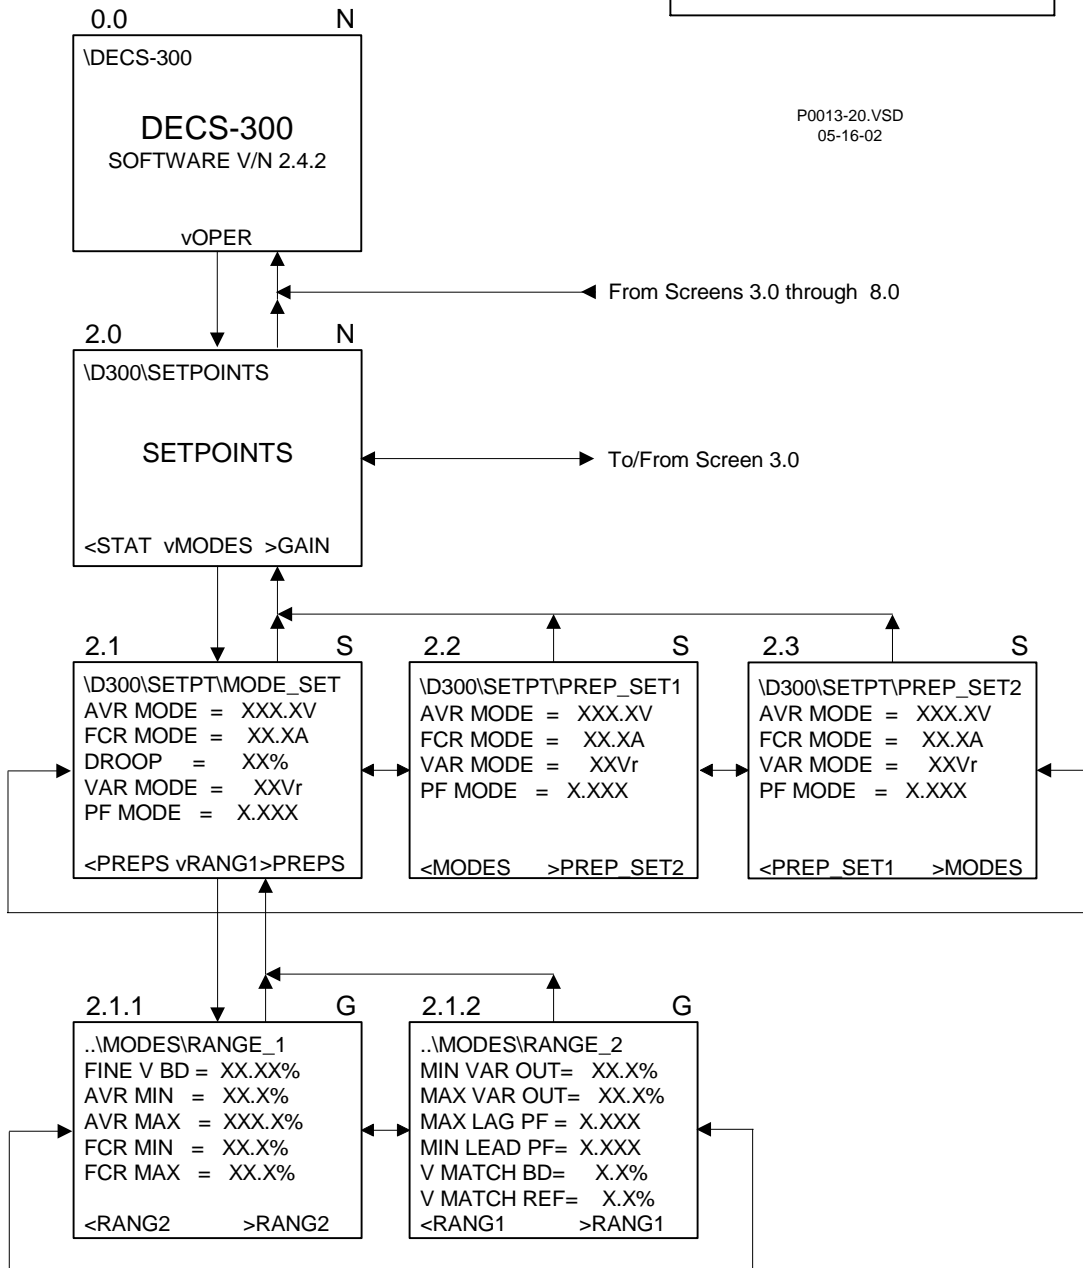 0.0 N
\DECS-300
DECS-300
SOFTWARE V/N 2.4.2
vOPER
P0013-20.VSD
05-16-02
From Screens 3.0 through 8.0
2.0 N
\D300\SETPOINTS
SETPOINTS
<STAT vMODES >GAIN
To/From Screen 3.0
2.1 S
\D300\SETPT\MODE_SET
AVR MODE = XXX.XV
FCR MODE = XX.XA
DROOP = XX%
VAR MODE = XXVr
PF MODE = X.XXX
<PREPS vRANG1>PREPS
2.2 S
\D300\SETPT\PREP_SET1
AVR MODE = XXX.XV
FCR MODE = XX.XA
VAR MODE = XXVr
PF MODE = X.XXX
<MODES >PREP_SET2
2.3 S
\D300\SETPT\PREP_SET2
AVR MODE = XXX.XV
FCR MODE = XX.XA
VAR MODE = XXVr
PF MODE = X.XXX
<PREP_SET1 >MODES
2.1.1 G
..\MODES\RANGE_1
FINE V BD = XX.XX%
AVR MIN = XX.X%
AVR MAX = XXX.X%
FCR MIN = XX.X%
FCR MAX = XX.X%
<RANG2 >RANG2
2.1.2 G
..\MODES\RANGE_2
MIN VAR OUT= XX.X%
MAX VAR OUT= XX.X%
MAX LAG PF = X.XXX
MIN LEAD PF= X.XXX
V MATCH BD= X.X%
V MATCH REF= X.X%
<RANG1 >RANG1